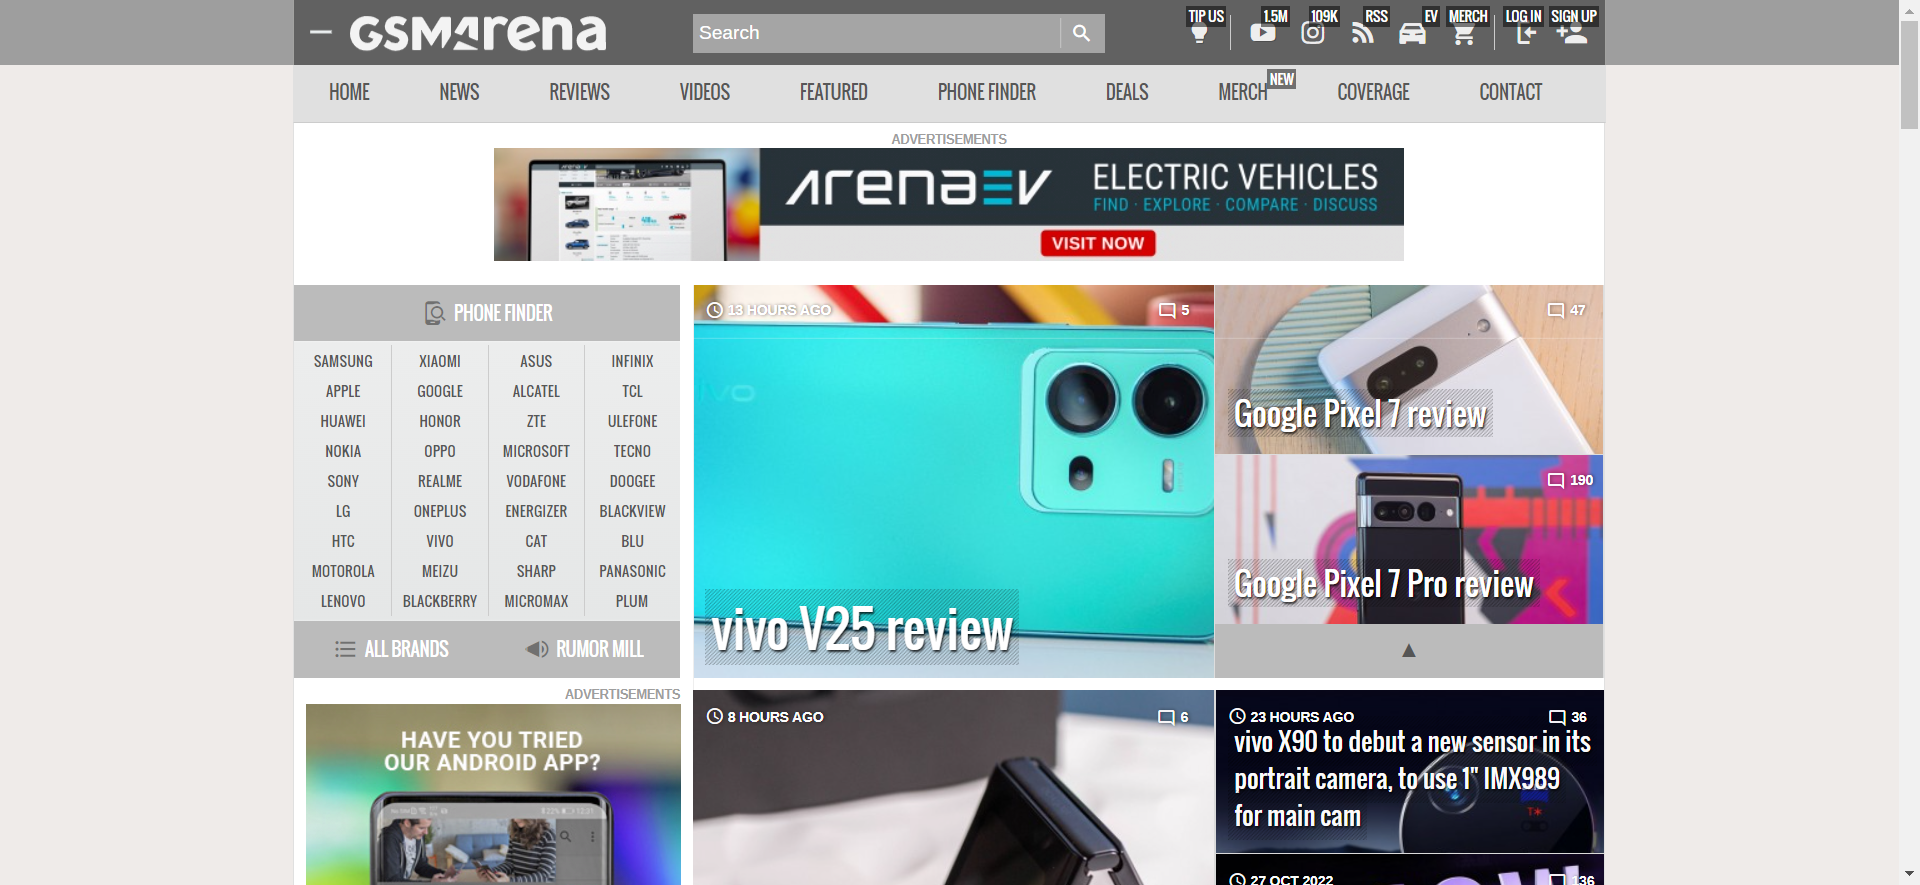 GSMArena
Search
TIP US
1.5M
109K
RSS
EV
MERCH
LOG IN
SIGN UP
HOME
NEWS
REVIEWS
VIDEOS
FEATURED
PHONE FINDER
DEALS
MERCH
NEW
COVERAGE
CONTACT
ADVERTISEMENTS
arenaEV
ELECTRIC VEHICLES
FIND · EXPLORE · COMPARE · DISCUSS
VISIT NOW
PHONE FINDER
SAMSUNG XIAOMI ASUS INFINIX
APPLE GOOGLE ALCATEL TCL
HUAWEI HONOR ZTE ULEFONE
NOKIA OPPO MICROSOFT TECNO
SONY REALME VODAFONE DOOGEE
LG ONEPLUS ENERGIZER BLACKVIEW
HTC VIVO CAT BLU
MOTOROLA MEIZU SHARP PANASONIC
LENOVO BLACKBERRY MICROMAX PLUM
ALL BRANDS
RUMOR MILL
13 HOURS AGO
5
vivo
vivo V25 review
47
Google Pixel 7 review
190
Google Pixel 7 Pro review
ADVERTISEMENTS
HAVE YOU TRIED
OUR ANDROID APP?
8 HOURS AGO
6
23 HOURS AGO
36
vivo X90 to debut a new sensor in its
portrait camera, to use 1" IMX989
for main cam
27 OCT 2022
136